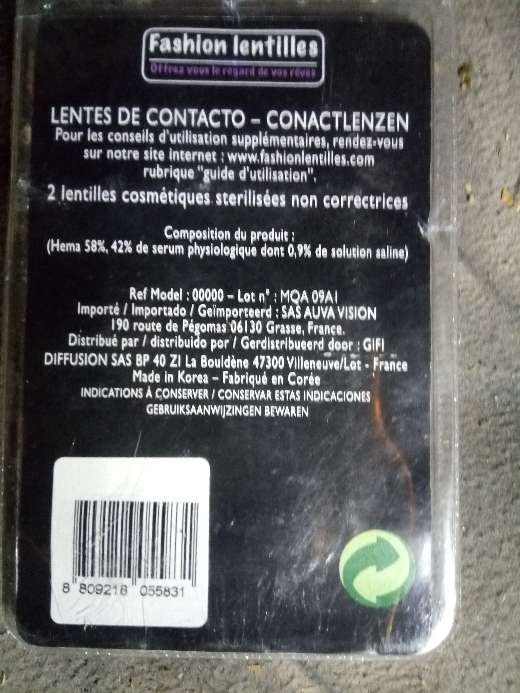 Fashion lentilles
Offrez vous le regard de vos rêves
LENTES DE CONTACTO – CONACTLENZEN
Pour les conseils d'utilisation supplémentaires, rendez-vous
sur notre site internet : www.fashionlentilles.com
rubrique "guide d'utilisation".
2 lentilles cosmétiques sterilisées non correctrices
Composition du produit :
(Hema 58%, 42% de serum physiologique dont 0,9% de solution saline)
Ref Model : 00000 – Lot n° : MQA 09A1
Importé / Importado / Geïmporteerd : SAS AUVA VISION
190 route de Pégomas 06130 Grasse, France.
Distribué par / distribuido por / Gerdistribueerd door : GIFI
DIFFUSION SAS BP 40 ZI La Bouldène 47300 Villeneuve/Lot - France
Made in Korea – Fabriqué en Corée
INDICATIONS À CONSERVER / CONSERVAR ESTAS INDICACIONES
GEBRUIKSAANWIJZINGEN BEWAREN
8 809218 055831